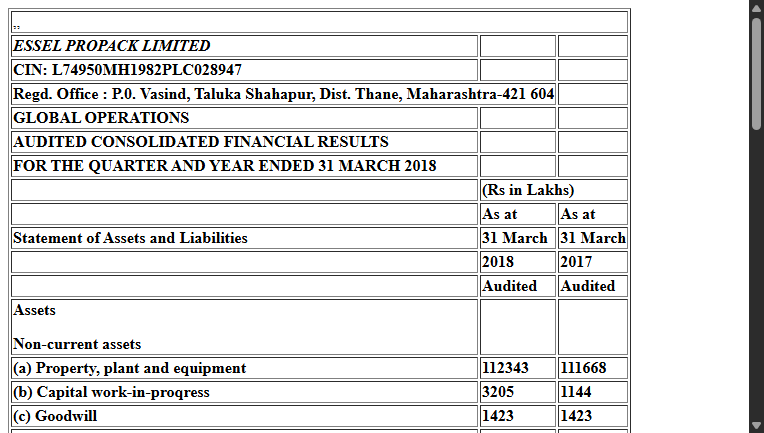 ,,
ESSEL PROPACK LIMITED
CIN: L74950MH1982PLC028947
Regd. Office : P.0. Vasind, Taluka Shahapur, Dist. Thane, Maharashtra-421 604
GLOBAL OPERATIONS
AUDITED CONSOLIDATED FINANCIAL RESULTS
FOR THE QUARTER AND YEAR ENDED 31 MARCH 2018
(Rs in Lakhs)
As at As at
Statement of Assets and Liabilities 31 March 31 March
2018 2017
Audited Audited
Assets
Non-current assets
(a) Property, plant and equipment 112343 111668
(b) Capital work-in-proqress 3205 1144
(c) Goodwill 1423 1423